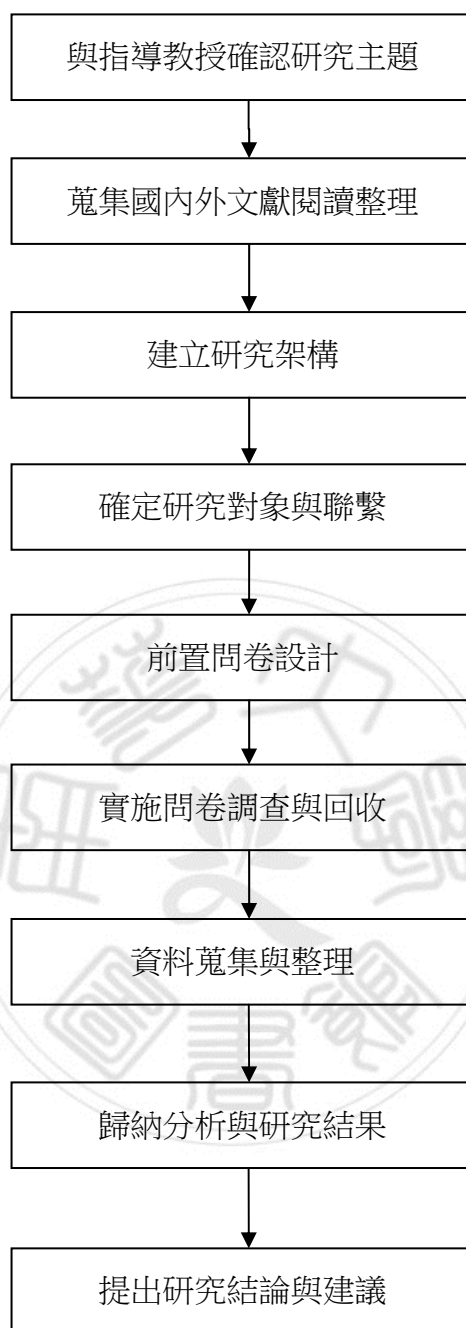 與指導教授確認研究主題
蒐集國內外文獻閱讀整理
建立研究架構
確定研究對象與聯繫
前置問卷設計
實施問卷調查與回收
資料蒐集與整理
歸納分析與研究結果
提出研究結論與建議